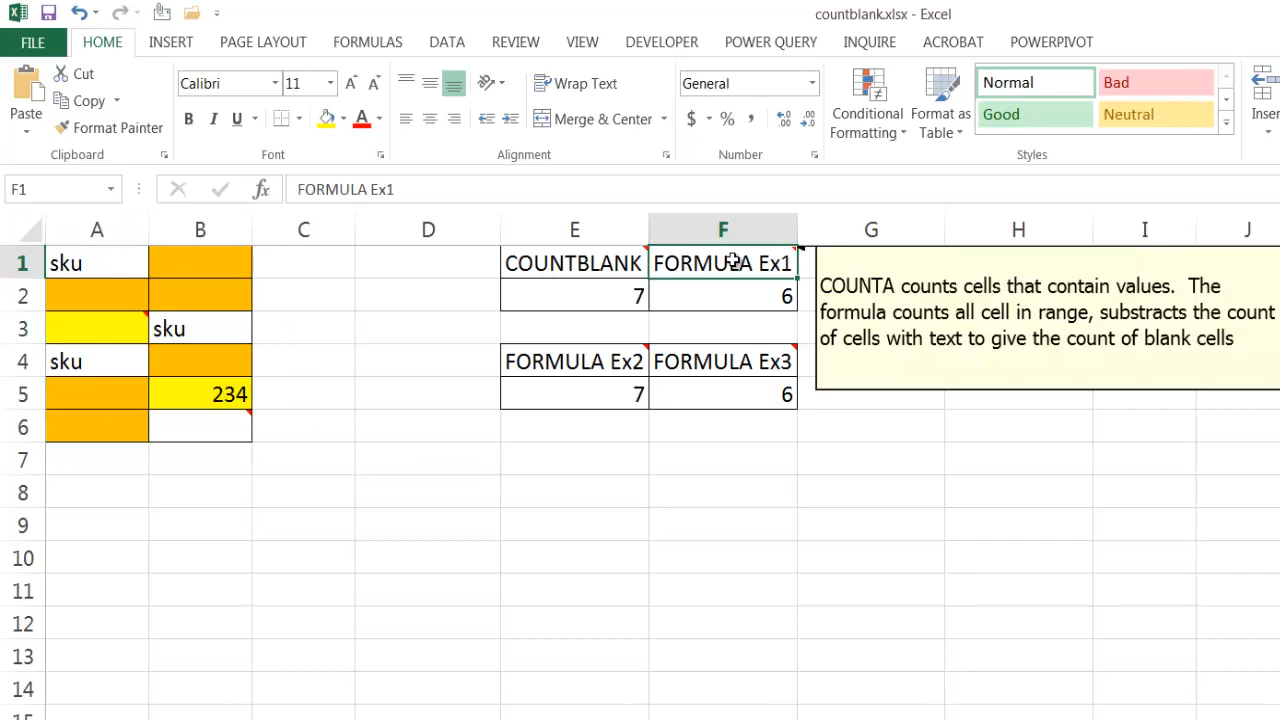 countblank.xlsx - Excel
FILE HOME INSERT PAGE LAYOUT FORMULAS DATA REVIEW VIEW DEVELOPER POWER QUERY INQUIRE ACROBAT POWERPIVOT
Paste
Cut
Copy
Format Painter
Clipboard
Calibri 11
B I U
Font
Wrap Text
Merge & Center
Alignment
General
$ % ,
Number
Conditional Formatting
Format as Table
Normal Bad
Good Neutral
Styles
F1 fx FORMULA Ex1
A B C D E F G H I J
1 sku COUNTBLANK FORMULA Ex1
2 7 6
3 sku
4 sku FORMULA Ex2 FORMULA Ex3
5 234 7 6
6
7
8
9
10
11
12
13
14
COUNTA counts cells that contain values. The
formula counts all cell in range, substracts the count
of cells with text to give the count of blank cells